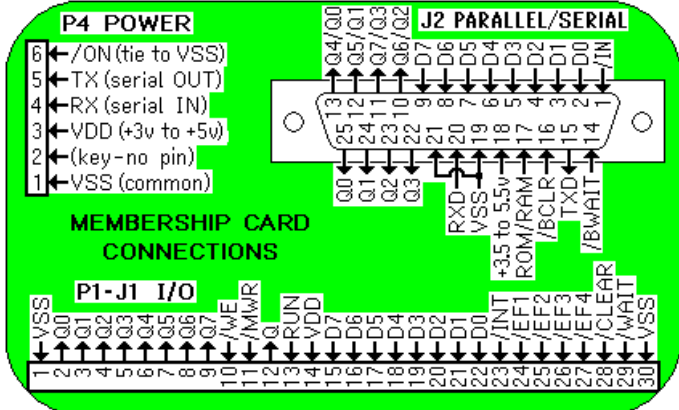 P4 POWER
6 /ON (tie to VSS)
5 TX (serial OUT)
4 RX (serial IN)
3 VDD (+3v to +5v)
2 (key-no pin)
1 VSS (common)
J2 PARALLEL/SERIAL
Q4/Q0 Q5/Q1 Q7/Q3 Q6/Q2 D7 D6 D5 D4 D3 D2 D1 D0 /IN
13 12 11 10 9 8 7 6 5 4 3 2 1
25 24 23 22 21 20 19 18 17 16 15 14
Q0 Q1 Q2 Q3 RXD VSS +3.5 to 5.5v ROM/RAM /BCLR TXD /BWAIT
MEMBERSHIP CARD
CONNECTIONS
P1-J1 I/O
VSS Q0 Q1 Q2 Q3 Q4 Q5 Q6 Q7 /WE /MWR Q RUN VDD D7 D6 D5 D4 D3 D2 D1 D0 /INT /EF1 /EF2 /EF3 /EF4 /CLEAR /WAIT VSS
1 2 3 4 5 6 7 8 9 10 11 12 13 14 15 16 17 18 19 20 21 22 23 24 25 26 27 28 29 30